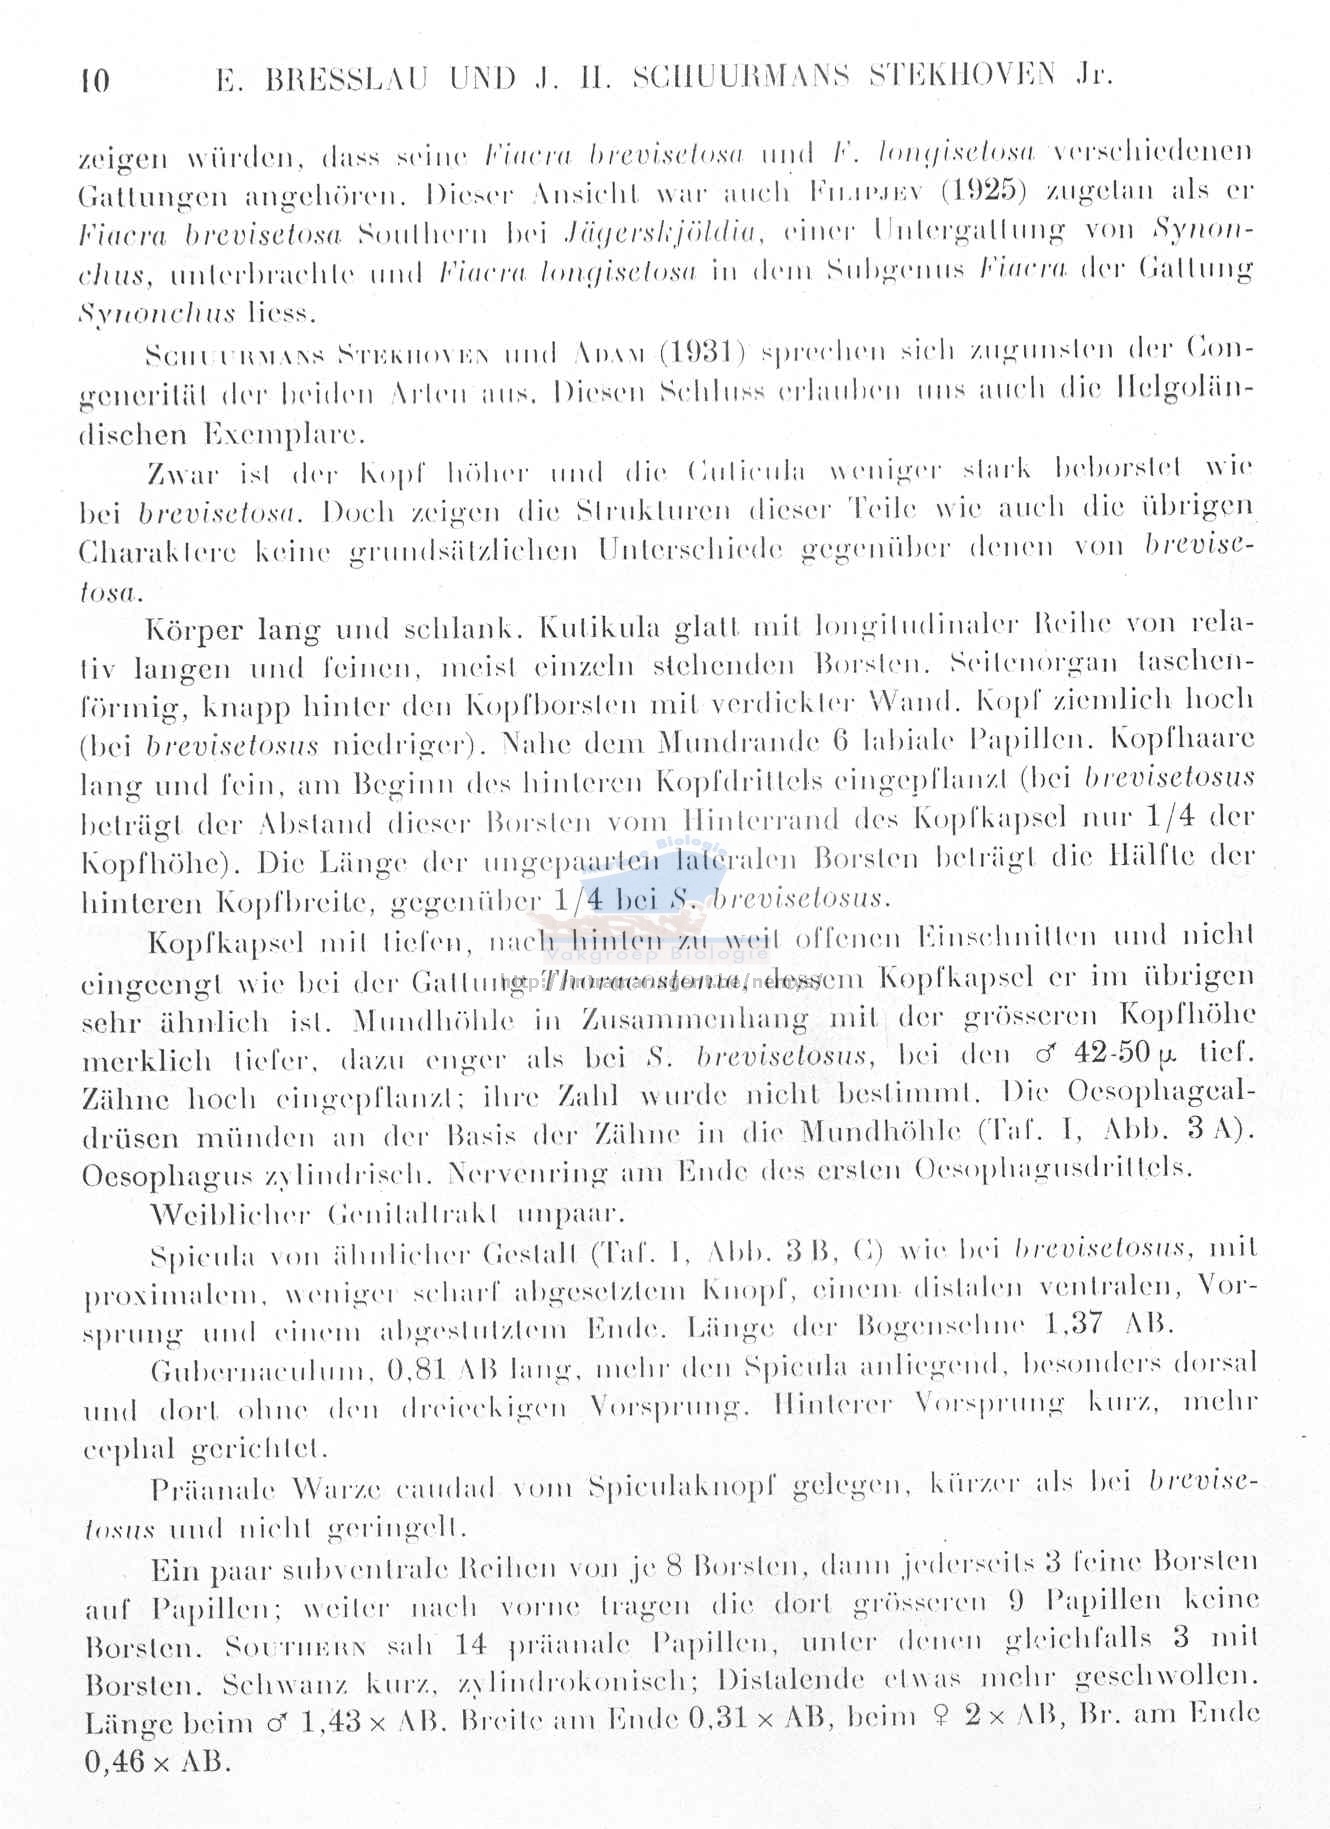 10 E. BRESSLAU UND J. H. SCHUURMANS STEKHOVEN Jr.
zeigen würden, dass seine Fiacra brevisetosa und F. longisetosa verschiedenen
Gattungen angehören. Dieser Ansicht war auch FILIPJEV (1925) zugetan als er
Fiacra brevisetosa Southern bei Jägerskjöldia, einer Untergattung von Synon-
chus, unterbrachte und Fiacra longisetosa in dem Subgenus Fiacra der Gattung
Synonchus liess.
SCHUURMANS STEKHOVEN und ADAM (1931) sprechen sich zugunsten der Con-
generität der beiden Arten aus. Diesen Schluss erlauben uns auch die Helgolän-
dischen Exemplare.
Zwar ist der Kopf höher und die Cuticula weniger stark beborstet wie
bei brevisetosa. Doch zeigen die Strukturen dieser Teile wie auch die übrigen
Charaktere keine grundsätzlichen Unterschiede gegenüber denen von brevise-
tosa.
Körper lang und schlank. Kutikula glatt mit longitudinaler Reihe von rela-
tiv langen und feinen, meist einzeln stehenden Borsten. Seitenorgan taschen-
förmig, knapp hinter den Kopfborsten mit verdickter Wand. Kopf ziemlich hoch
(bei brevisetosus niedriger). Nahe dem Mundrande 6 labiale Papillen. Kopfhaare
lang und fein, am Beginn des hinteren Kopfdrittels eingepflanzt (bei brevisetosus
beträgt der Abstand dieser Borsten vom Hinterrand des Kopfkapsel nur 1/4 der
Kopfhöhe). Die Länge der ungepaarten lateralen Borsten beträgt die Hälfte der
hinteren Kopfbreite, gegenüber 1/4 bei S. brevisetosus.
Kopfkapsel mit tiefen, nach hinten zu weit offenen Einschnitten und nicht
eingeengt wie bei der Gattung Thoracostoma, dessem Kopfkapsel er im übrigen
sehr ähnlich ist. Mundhöhle in Zusammenhang mit der grösseren Kopfhöhe
merklich tiefer, dazu enger als bei S. brevisetosus, bei den ♂ 42-50 µ tief.
Zähne hoch eingepflanzt; ihre Zahl wurde nicht bestimmt. Die Oesophageal-
drüsen münden an der Basis der Zähne in die Mundhöhle (Taf. I, Abb. 3 A).
Oesophagus zylindrisch. Nervenring am Ende des ersten Oesophagusdrittels.
Weiblicher Genitaltrakt unpaar.
Spicula von ähnlicher Gestalt (Taf. I, Abb. 3 B, C) wie bei brevisetosus, mit
proximalem, weniger scharf abgesetztem Knopf, einem distalen ventralen, Vor-
sprung und einem abgestutztem Ende. Länge der Bogensehne 1,37 AB.
Gubernaculum, 0,81 AB lang, mehr den Spicula anliegend, besonders dorsal
und dort ohne den dreieckigen Vorsprung. Hinterer Vorsprung kurz, mehr
cephal gerichtet.
Präanale Warze caudad vom Spiculaknopf gelegen, kürzer als bei brevise-
tosus und nicht geringelt.
Ein paar subventrale Reihen von je 8 Borsten, dann jederseits 3 feine Borsten
auf Papillen; weiter nach vorne tragen die dort grösseren 9 Papillen keine
Borsten. SOUTHERN sah 14 präanale Papillen, unter denen gleichfalls 3 mit
Borsten. Schwanz kurz, zylindrokonisch; Distalende etwas mehr geschwollen.
Länge beim ♂ 1,43 × AB. Breite am Ende 0,31 × AB, beim ♀ 2 × AB, Br. am Ende
0,46 × AB.
Vakgroep Biologie